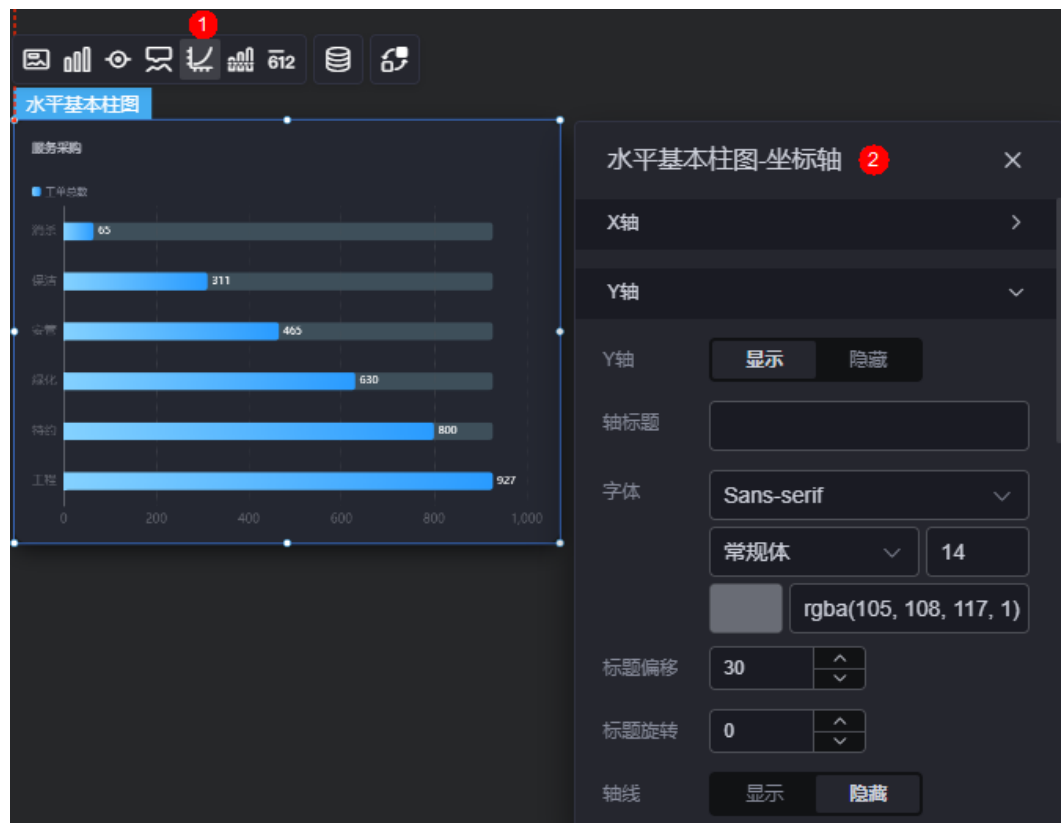 1
612
水平基本柱图
服务采购
工单总数
消杀
65
保洁
311
安管
465
绿化
630
特约
800
工程
927
0
200
400
600
800
1,000
水平基本柱图-坐标轴
2
X轴
Y轴
Y轴
显示
隐藏
轴标题
字体
Sans-serif
常规体
14
rgba(105, 108, 117, 1)
标题偏移
30
标题旋转
0
轴线
显示
隐藏